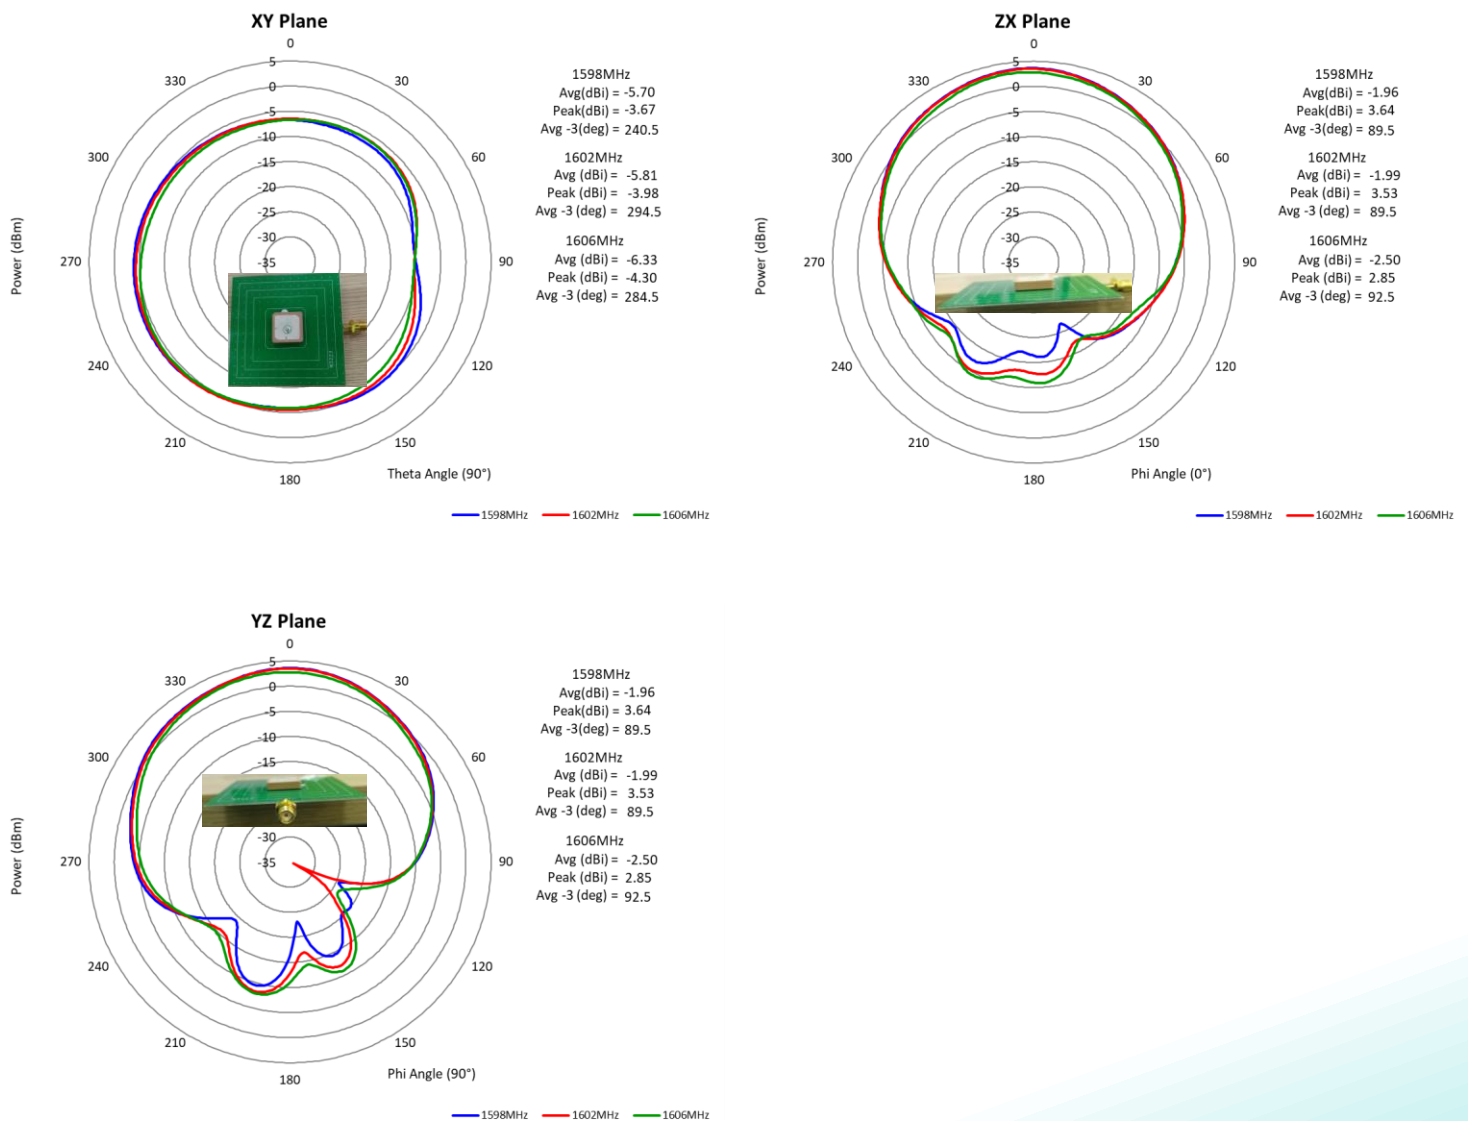 XY Plane
0
330
30
300
60
270
90
240
120
210
150
180
5
0
-5
-10
-15
-20
-25
-30
-35
Power (dBm)
Theta Angle (90°)
1598MHz
Avg(dBi) = -5.70
Peak(dBi) = -3.67
Avg -3(deg) = 240.5
1602MHz
Avg (dBi) = -5.81
Peak (dBi) = -3.98
Avg -3 (deg) = 294.5
1606MHz
Avg (dBi) = -6.33
Peak (dBi) = -4.30
Avg -3 (deg) = 284.5
1598MHz 1602MHz 1606MHz
ZX Plane
0
330
30
300
60
270
90
240
120
210
150
180
5
0
-5
-10
-15
-20
-25
-30
-35
Power (dBm)
Phi Angle (0°)
1598MHz
Avg(dBi) = -1.96
Peak(dBi) = 3.64
Avg -3(deg) = 89.5
1602MHz
Avg (dBi) = -1.99
Peak (dBi) = 3.53
Avg -3 (deg) = 89.5
1606MHz
Avg (dBi) = -2.50
Peak (dBi) = 2.85
Avg -3 (deg) = 92.5
1598MHz 1602MHz 1606MHz
YZ Plane
0
330
30
300
60
270
90
240
120
210
150
180
5
0
-5
-10
-15
-30
-35
Power (dBm)
Phi Angle (90°)
1598MHz
Avg(dBi) = -1.96
Peak(dBi) = 3.64
Avg -3(deg) = 89.5
1602MHz
Avg (dBi) = -1.99
Peak (dBi) = 3.53
Avg -3 (deg) = 89.5
1606MHz
Avg (dBi) = -2.50
Peak (dBi) = 2.85
Avg -3 (deg) = 92.5
1598MHz 1602MHz 1606MHz